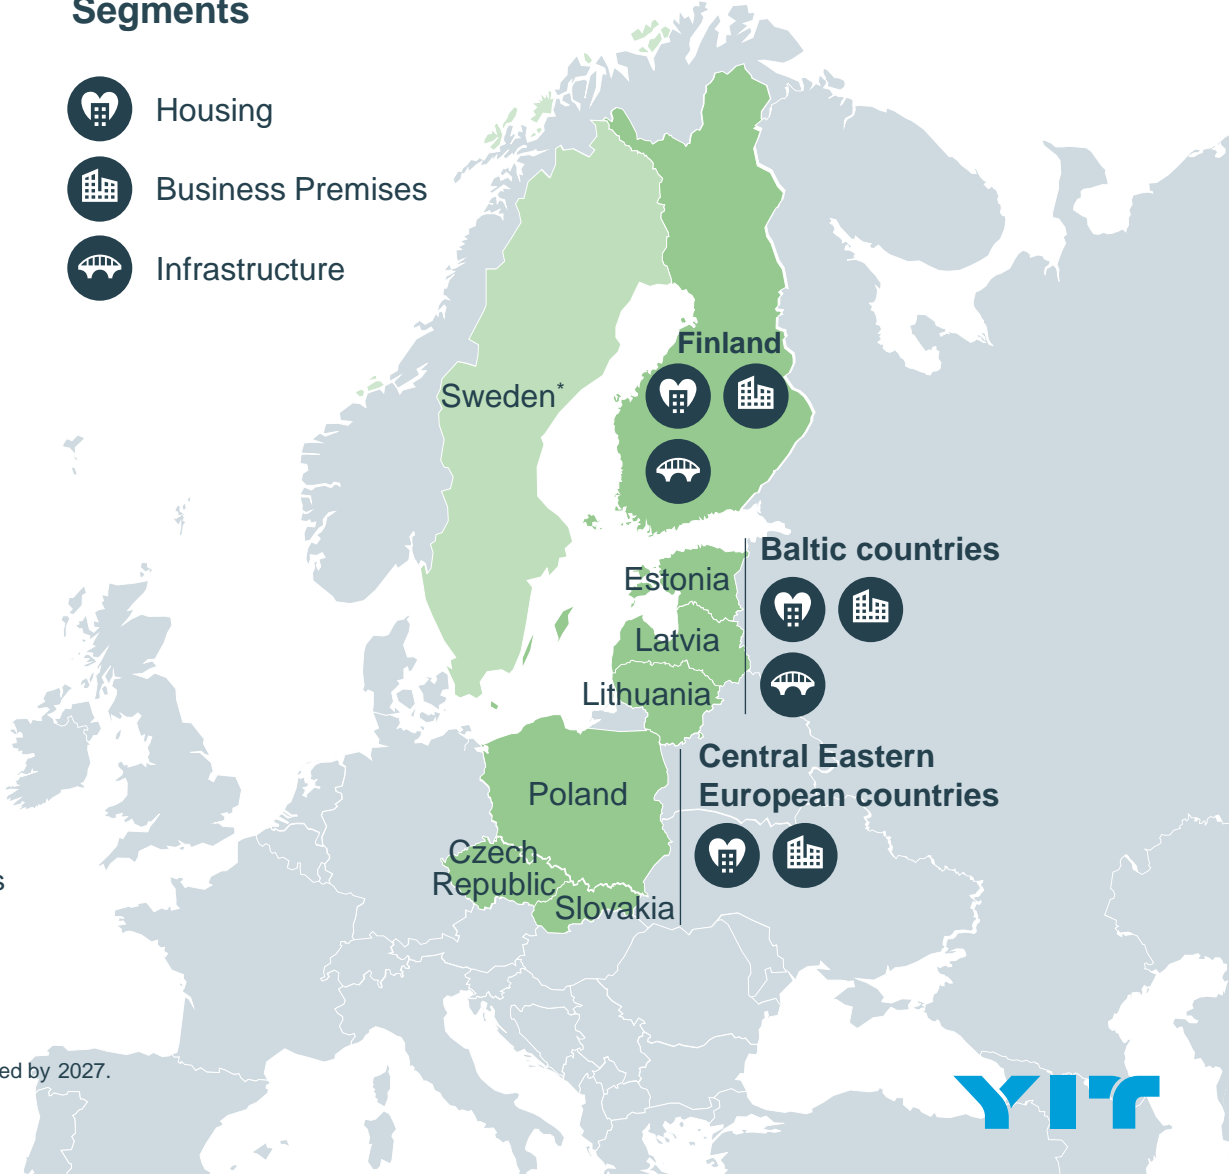 Segments
Housing
Business Premises
Infrastructure
Finland
Sweden*
Baltic countries
Estonia
Latvia
Lithuania
Central Eastern
European countries
Poland
Czech
Republic
Slovakia
s
ed by 2027.
YIT